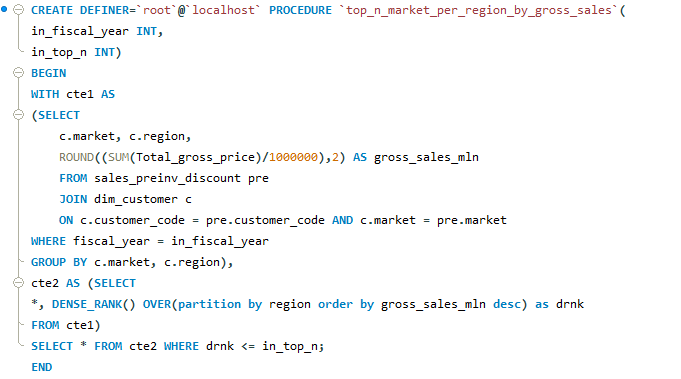 CREATE DEFINER=`root`@`localhost` PROCEDURE `top_n_market_per_region_by_gross_sales`(
in_fiscal_year INT,
in_top_n INT)
BEGIN
WITH cte1 AS
(SELECT
c.market, c.region,
ROUND((SUM(Total_gross_price)/1000000),2) AS gross_sales_mln
FROM sales_preinv_discount pre
JOIN dim_customer c
ON c.customer_code = pre.customer_code AND c.market = pre.market
WHERE fiscal_year = in_fiscal_year
GROUP BY c.market, c.region),
cte2 AS (SELECT
*, DENSE_RANK() OVER(partition by region order by gross_sales_mln desc) as drnk
FROM cte1)
SELECT * FROM cte2 WHERE drnk <= in_top_n;
END